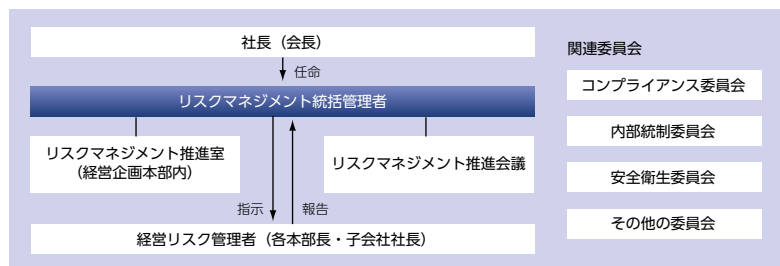 社長（会長）
任命
リスクマネジメント統括管理者
リスクマネジメント推進室
（経営企画本部内）
リスクマネジメント推進会議
指示
報告
経営リスク管理者（各本部長・子会社社長）
関連委員会
コンプライアンス委員会
内部統制委員会
安全衛生委員会
その他の委員会